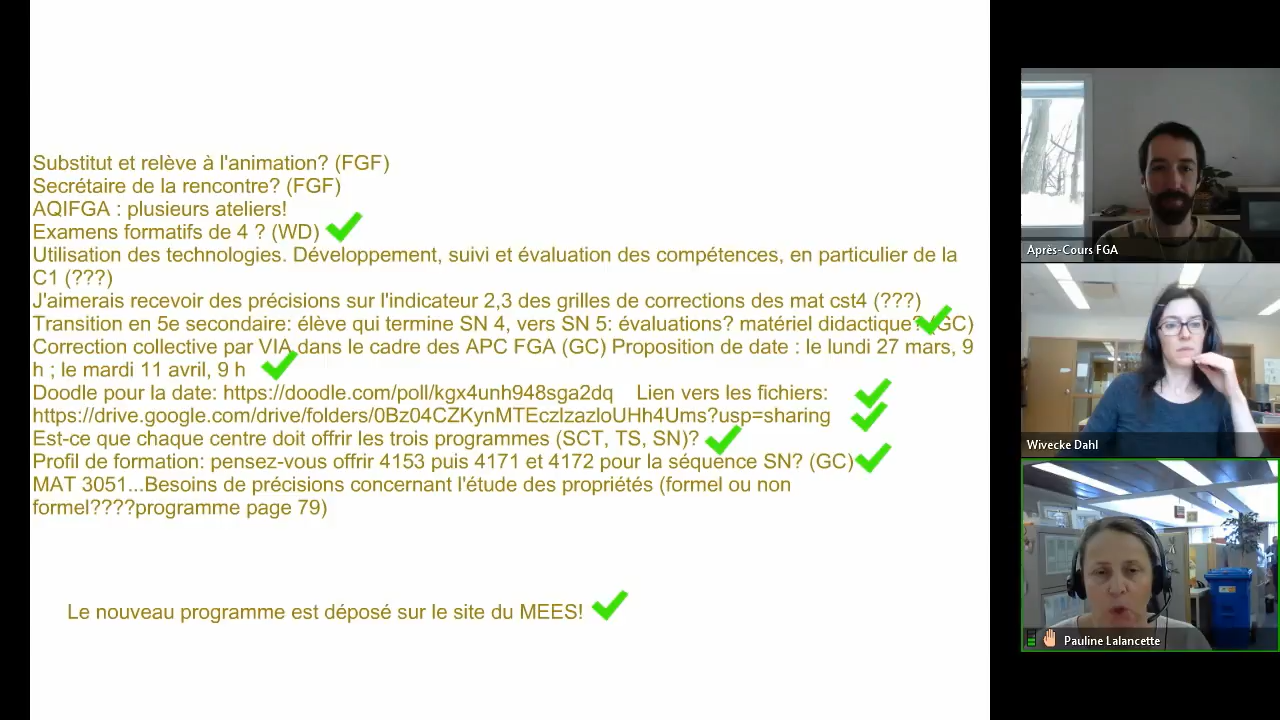 Substitut et relève à l'animation? (FGF)
Secrétaire de la rencontre? (FGF)
AQIFGA : plusieurs ateliers!
Examens formatifs de 4 ? (WD)
Utilisation des technologies. Développement, suivi et évaluation des compétences, en particulier de la
C1 (???)
J'aimerais recevoir des précisions sur l'indicateur 2,3 des grilles de corrections des mat cst4 (???)
Transition en 5e secondaire: élève qui termine SN 4, vers SN 5: évaluations? matériel didactique? (GC)
Correction collective par VIA dans le cadre des APC FGA (GC) Proposition de date : le lundi 27 mars, 9
h ; le mardi 11 avril, 9 h
Doodle pour la date: https://doodle.com/poll/kgx4unh948sga2dq Lien vers les fichiers:
https://drive.google.com/drive/folders/0Bz04CZKynMTEczlzazloUHh4Ums?usp=sharing
Est-ce que chaque centre doit offrir les trois programmes (SCT, TS, SN)?
Profil de formation: pensez-vous offrir 4153 puis 4171 et 4172 pour la séquence SN? (GC)
MAT 3051...Besoins de précisions concernant l'étude des propriétés (formel ou non
formel????programme page 79)
Le nouveau programme est déposé sur le site du MEES!
Après-Cours FGA
Wivecke Dahl
Pauline Lalancette